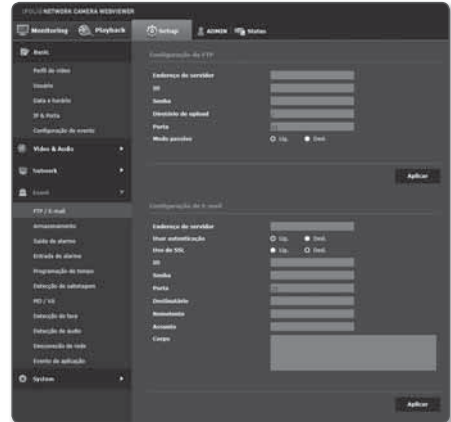 iPOLiS NETWORK CAMERA WEBVIEWER
Monitoring
Playback
Setup
ADMIN
Status
Basic
Perfil de vídeo
Usuário
Data e horário
IP & Porta
Configuração de evento
Video & Audio
Network
Event
FTP / E-mail
Armazenamento
Saída de alarme
Entrada de alarme
Programação de tempo
Detecção de sabotagem
MD / VA
Detecção de face
Detecção de áudio
Desconexão de rede
Evento de aplicação
System
Configuração de FTP
Endereço do servidor
ID
Senha
Diretório de upload
Porta
Modo passivo
Lig.
Desl.
Aplicar
Configuração de E-mail
Endereço do servidor
Usar autenticação
Lig.
Desl.
Uso de SSL
Lig.
Desl.
ID
Senha
Porta
Destinatário
Remetente
Assunto
Corpo
Aplicar